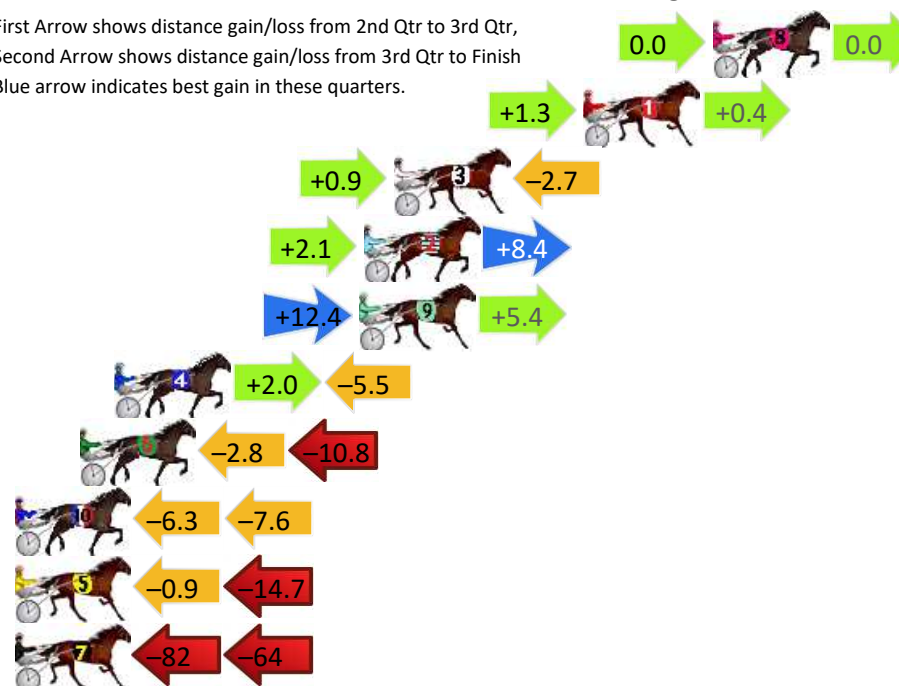 First Arrow shows distance gain/loss from 2nd Qtr to 3rd Qtr,
Second Arrow shows distance gain/loss from 3rd Qtr to Finish
Blue arrow indicates best gain in these quarters.
0.0 8 0.0
+1.3 1 +0.4
+0.9 3 –2.7
+2.1 2 +8.4
+12.4 9 +5.4
4 +2.0 –5.5
6 –2.8 –10.8
10 –6.3 –7.6
5 –0.9 –14.7
7 –82 –64